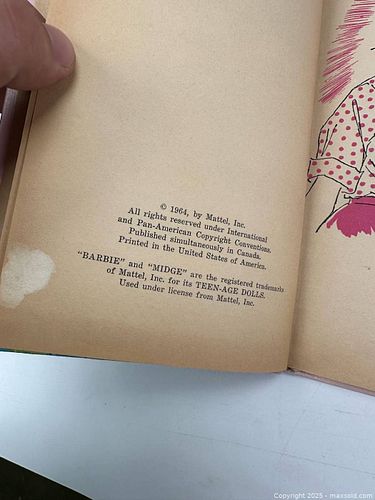 © 1964, by Mattel, Inc.
All rights reserved under International
and Pan-American Copyright Conventions.
Published simultaneously in Canada.
Printed in the United States of America.
"BARBIE" and "MIDGE" are the registered trademarks
of Mattel, Inc. for its TEEN-AGE DOLLS.
Used under license from Mattel, Inc.
Copyright 2025 - maxsold.com